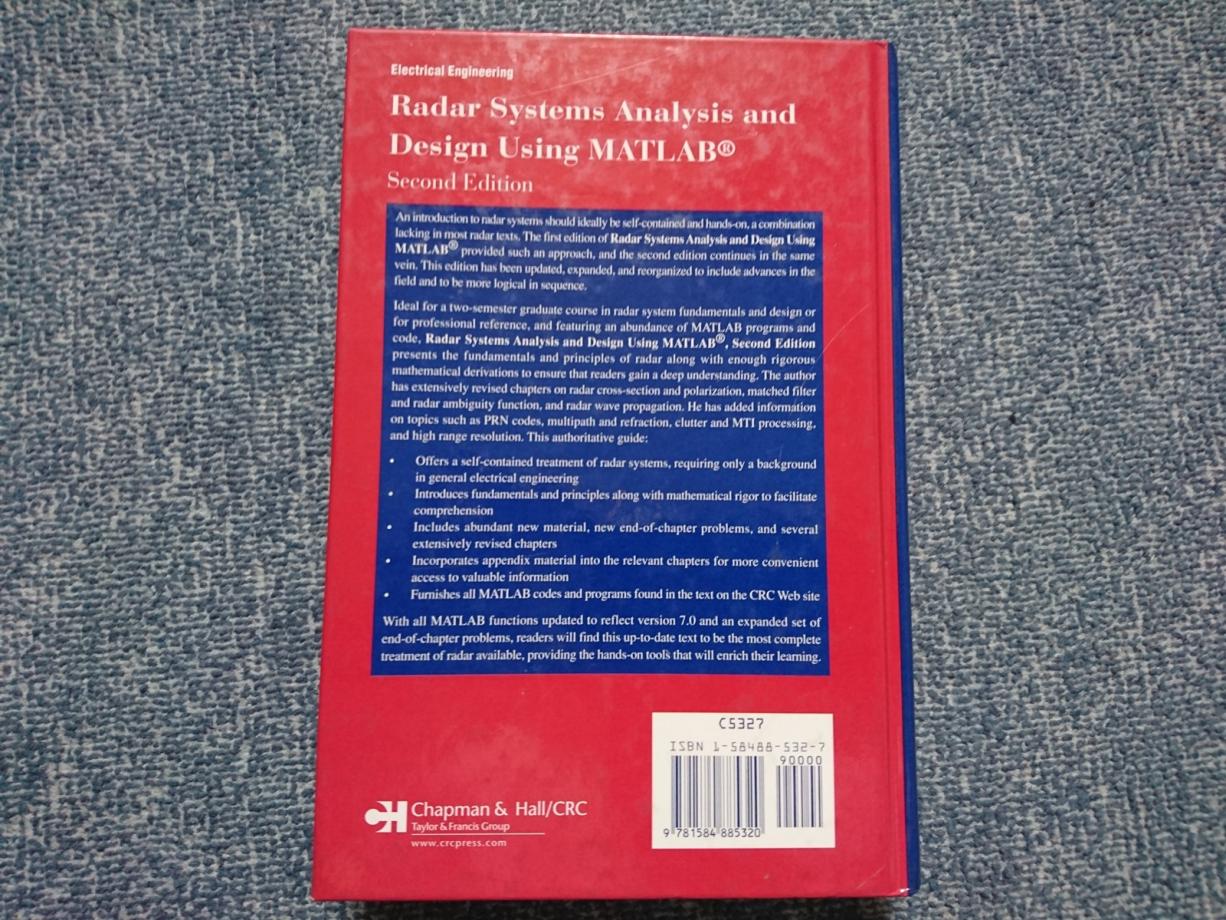 Electrical Engineering
Radar Systems Analysis and
Design Using MATLAB®
Second Edition
An introduction to radar systems should ideally be self-contained and hands-on, a combination
lacking in most radar texts. The first edition of Radar Systems Analysis and Design Using
MATLAB® provided such an approach, and the second edition continues in the same
vein. This edition has been updated, expanded, and reorganized to include advances in the
field and to be more logical in sequence.
Ideal for a two-semester graduate course in radar system fundamentals and design or
for professional reference, and featuring an abundance of MATLAB programs and
code, Radar Systems Analysis and Design Using MATLAB®, Second Edition
presents the fundamentals and principles of radar along with enough rigorous
mathematical derivations to ensure that readers gain a deep understanding. The author
has extensively revised chapters on radar cross-section and polarization, matched filter
and radar ambiguity function, and radar wave propagation. He has added information
on topics such as PRN codes, multipath and refraction, clutter and MTI processing,
and high range resolution. This authoritative guide:
• Offers a self-contained treatment of radar systems, requiring only a background
in general electrical engineering
• Introduces fundamentals and principles along with mathematical rigor to facilitate
comprehension
• Includes abundant new material, new end-of-chapter problems, and several
extensively revised chapters
• Incorporates appendix material into the relevant chapters for more convenient
access to valuable information
• Furnishes all MATLAB codes and programs found in the text on the CRC Web site
With all MATLAB functions updated to reflect version 7.0 and an expanded set of
end-of-chapter problems, readers will find this up-to-date text to be the most complete
treatment of radar available, providing the hands-on tools that will enrich their learning.
C5327
ISBN 1-58488-532-7
90000
9 781584 885320
CH Chapman & Hall/CRC
Taylor & Francis Group
www.crcpress.com